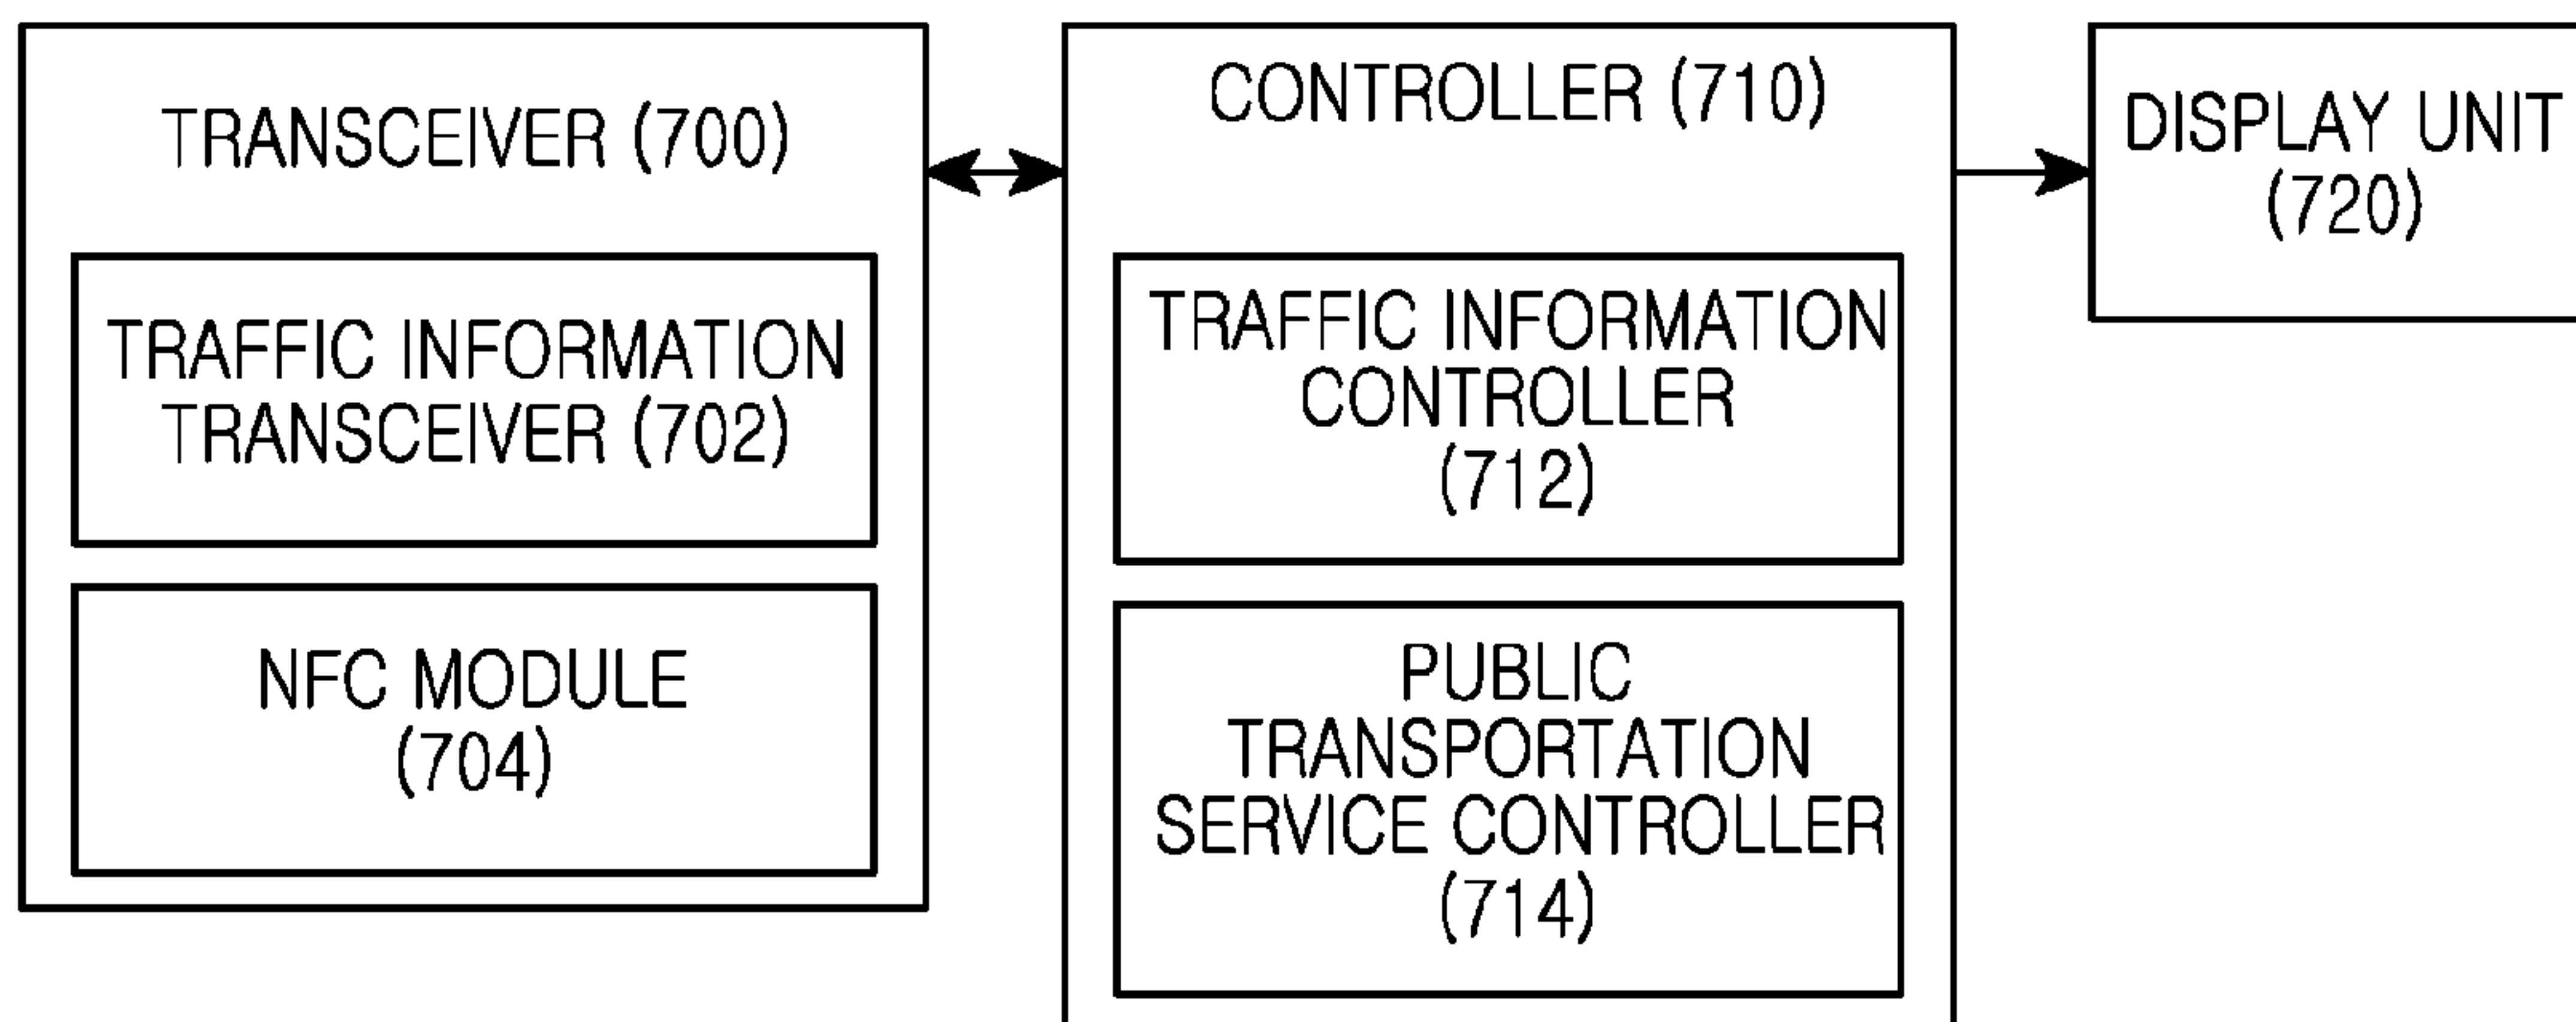 TRANSCEIVER (700)
TRAFFIC INFORMATION
TRANSCEIVER (702)
NFC MODULE
(704)
CONTROLLER (710)
TRAFFIC INFORMATION
CONTROLLER
(712)
PUBLIC
TRANSPORTATION
SERVICE CONTROLLER
(714)
DISPLAY UNIT
(720)